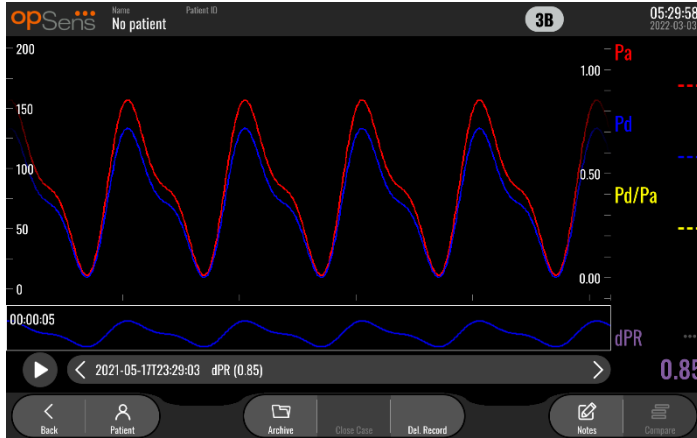 opSens
Name
No patient
Patient ID
3B
05:29:58
2022-03-03
200
150
100
50
0
1.00
0.50
0.00
Pa
---
Pd
---
Pd/Pa
---
00:00:05
dPR
---
0.85
2021-05-17T23:29:03 dPR (0.85)
Back
Patient
Archive
Close Case
Del. Record
Notes
Compare